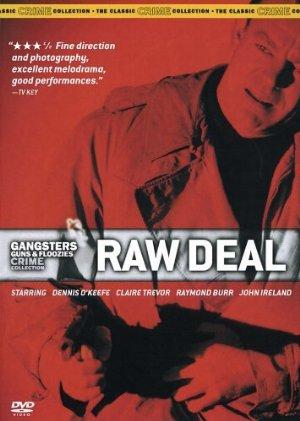 CLASSIC CRIME COLLECTION • THE CLASSIC CRIME COLLECTION • THE CLASSIC CRIME CO
"★★★½ Fine direction
and photography,
excellent melodrama,
good performances."
—TV KEY
GANGSTERS
GUNS & FLOOZIES
CRIME
COLLECTION
RAW DEAL
STARRING DENNIS O'KEEFE CLAIRE TREVOR RAYMOND BURR JOHN IRELAND
DVD
VIDEO